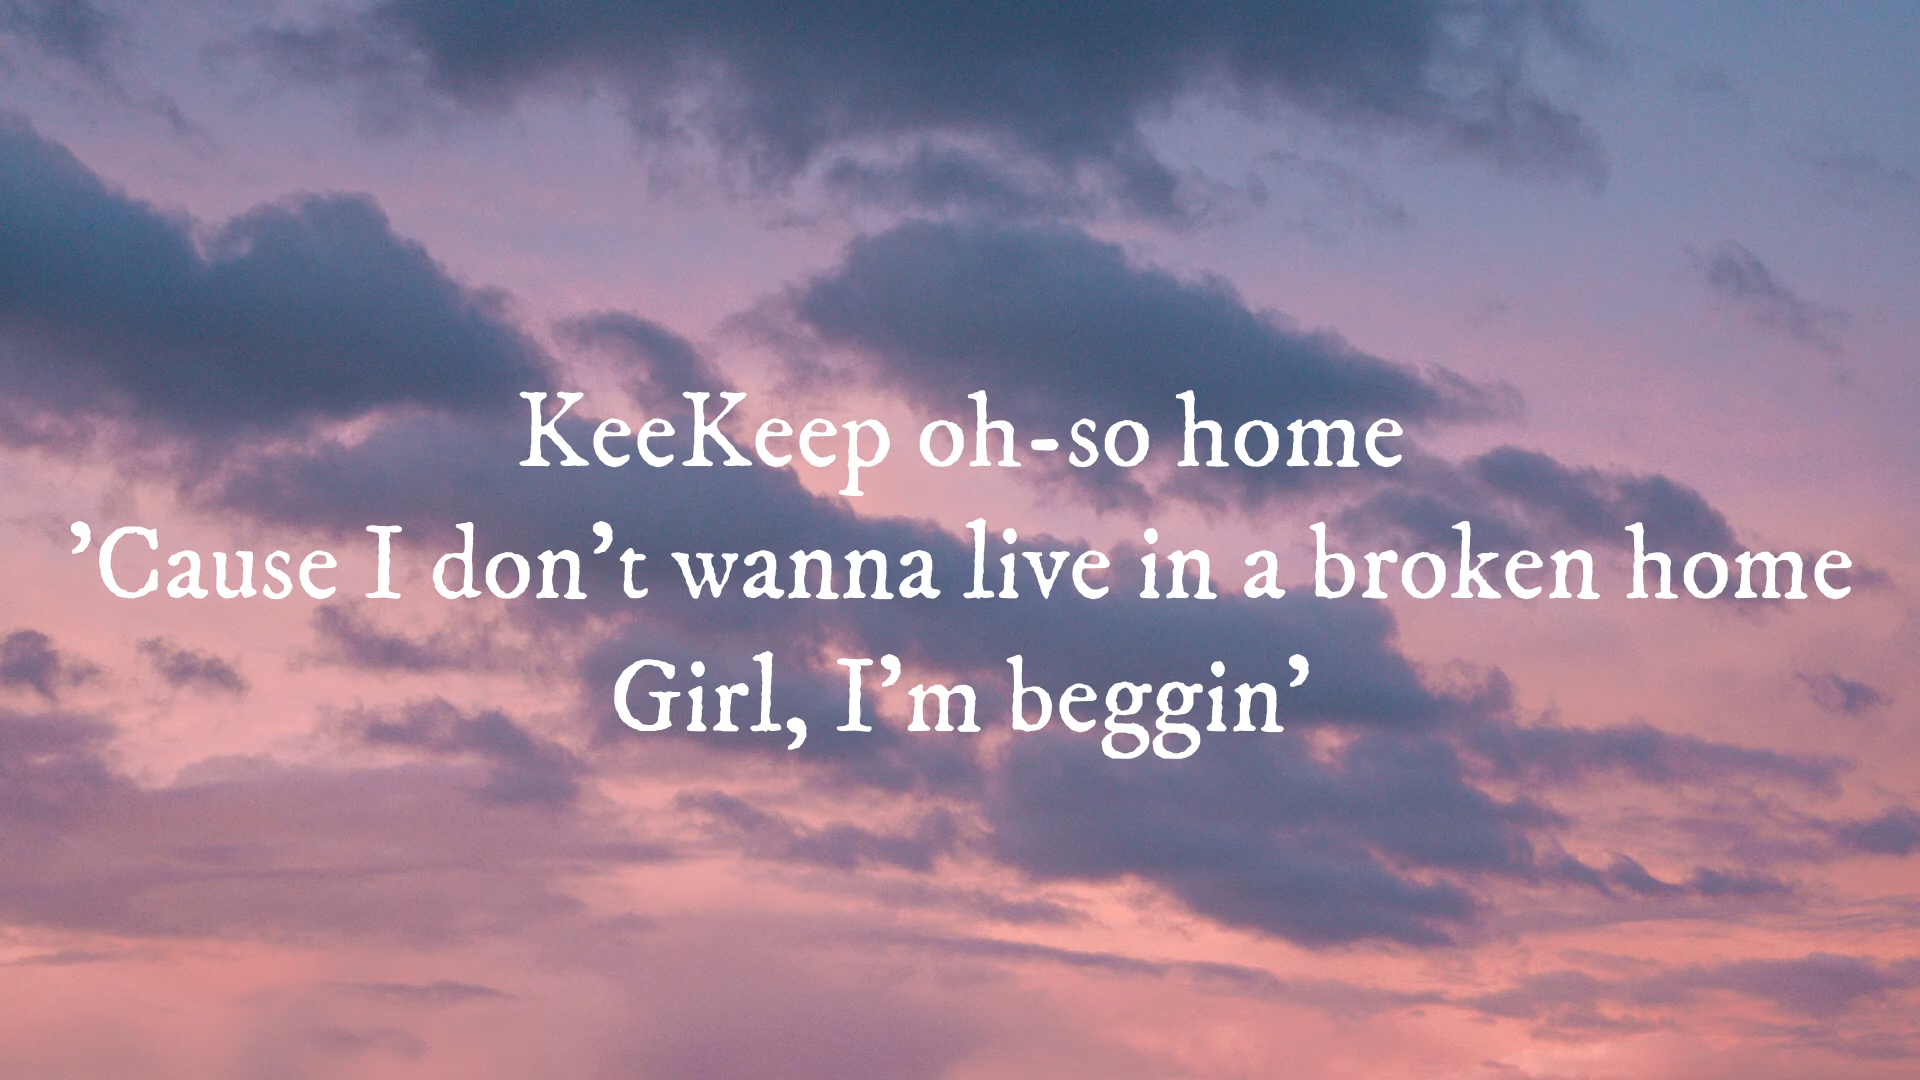 KeeKeep oh-so home
’Cause I don’t wanna live in a broken home
Girl, I’m beggin’